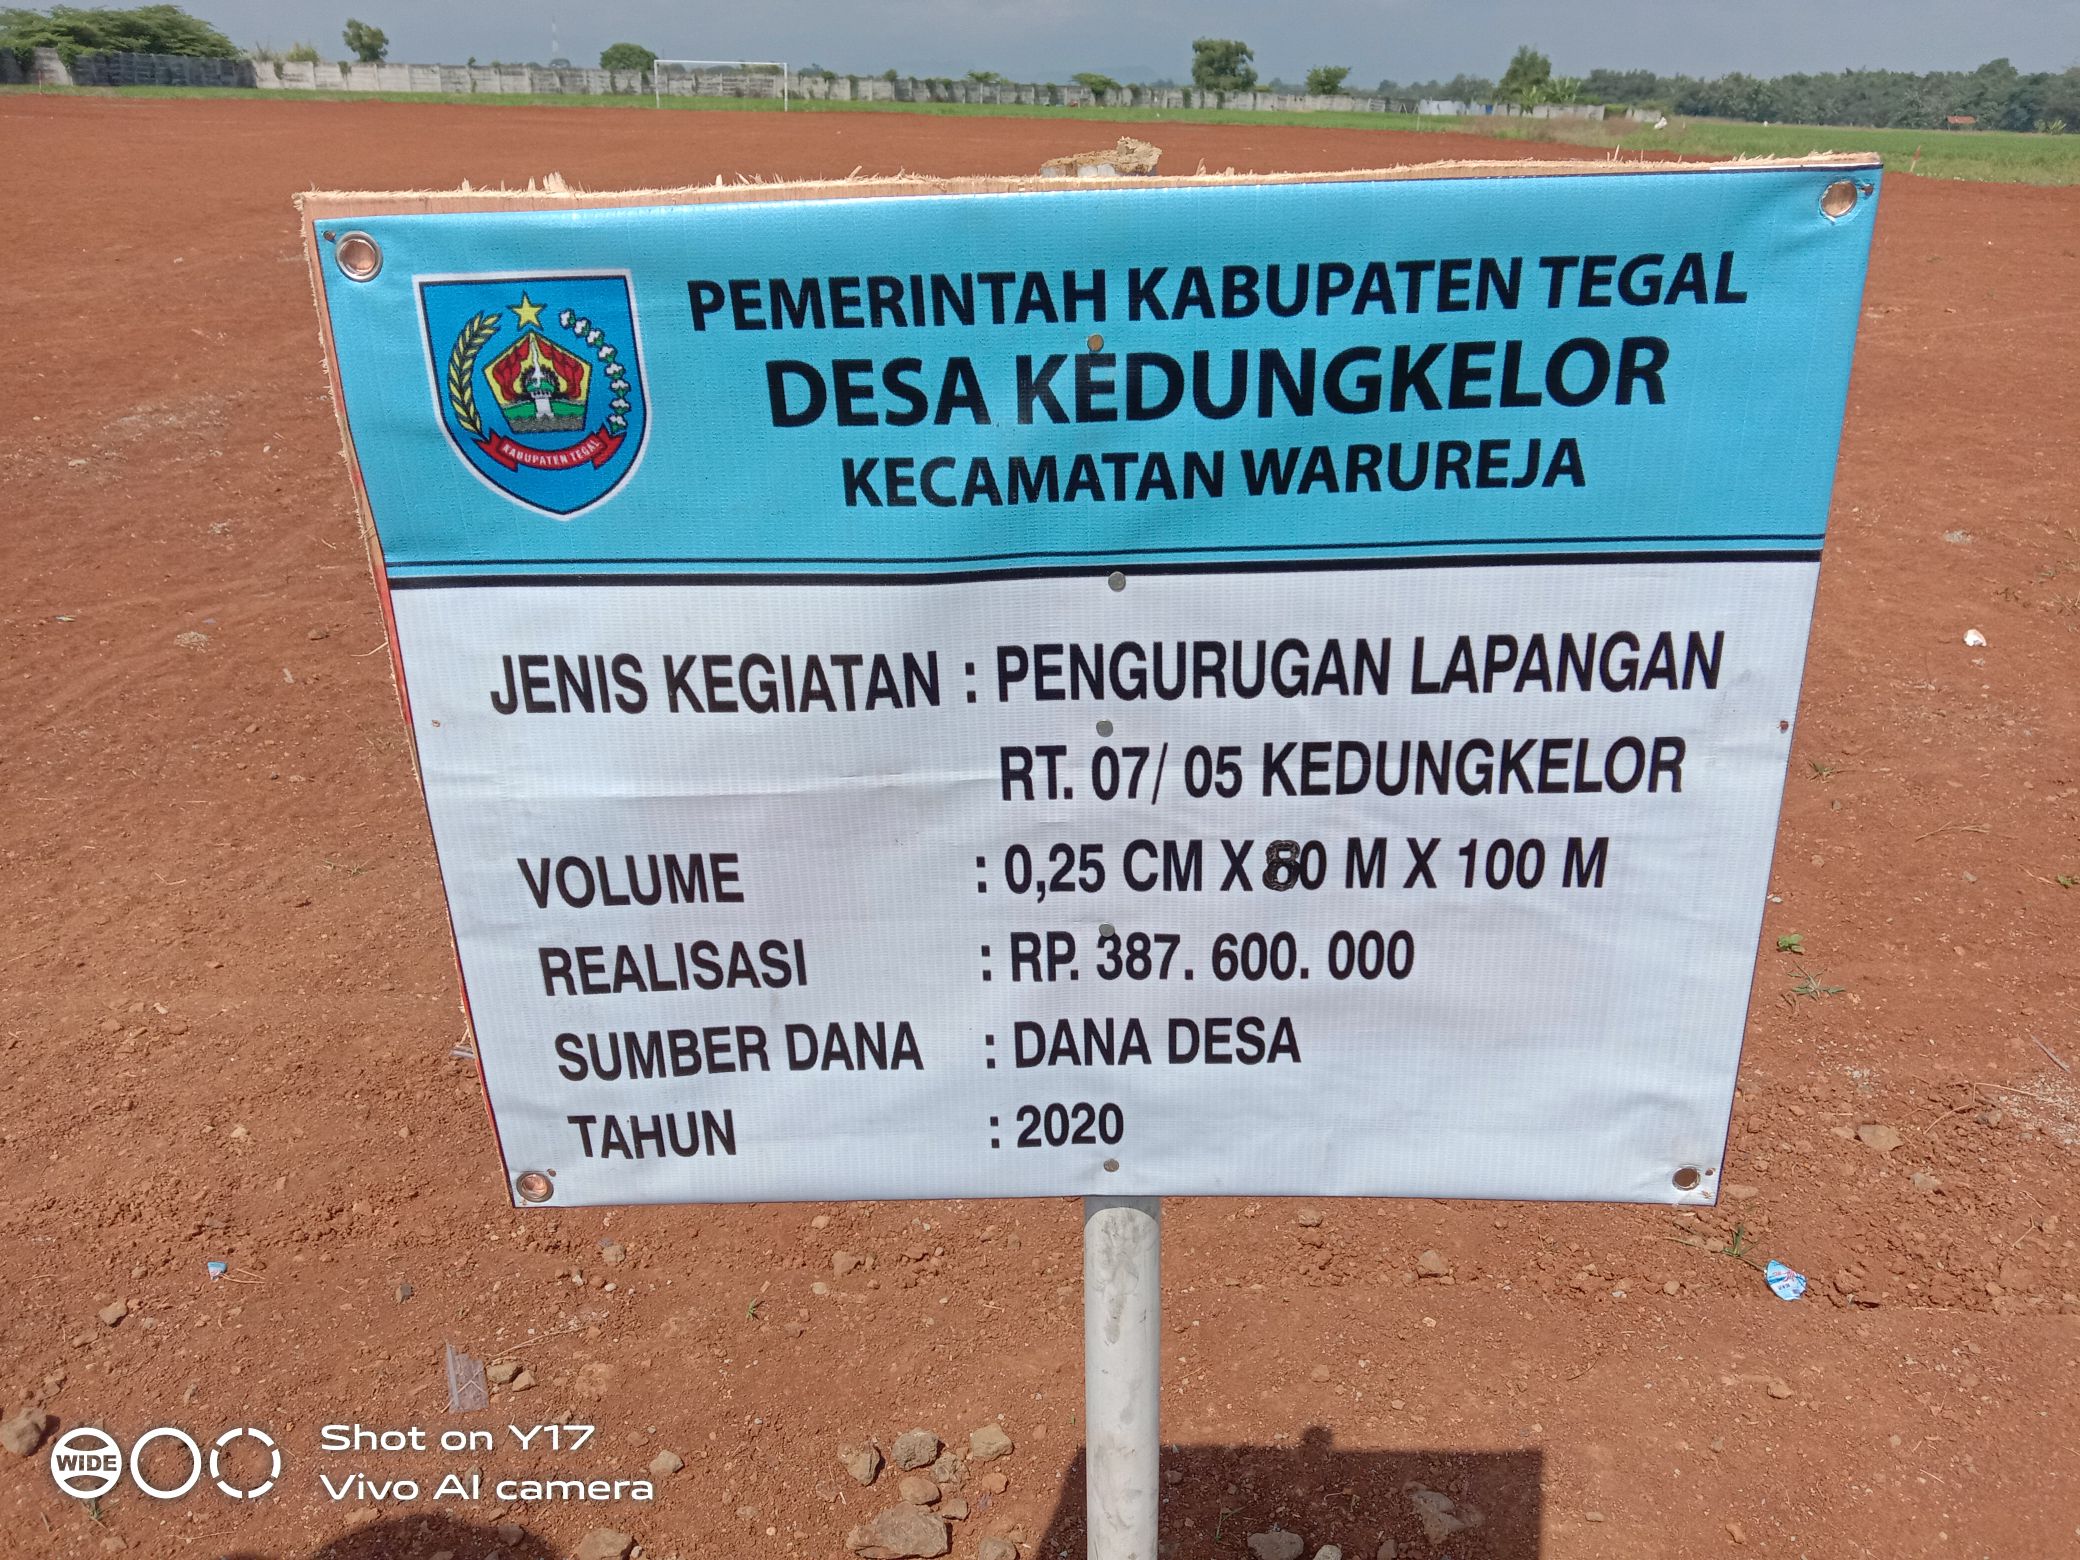 PEMERINTAH KABUPATEN TEGAL
DESA KEDUNGKELOR
KECAMATAN WARUREJA
KABUPATEN TEGAL
JENIS KEGIATAN : PENGURUGAN LAPANGAN
RT. 07/ 05 KEDUNGKELOR
VOLUME : 0,25 CM X 80 M X 100 M
REALISASI : RP. 387. 600. 000
SUMBER DANA : DANA DESA
TAHUN : 2020
WIDE
Shot on Y17
Vivo AI camera